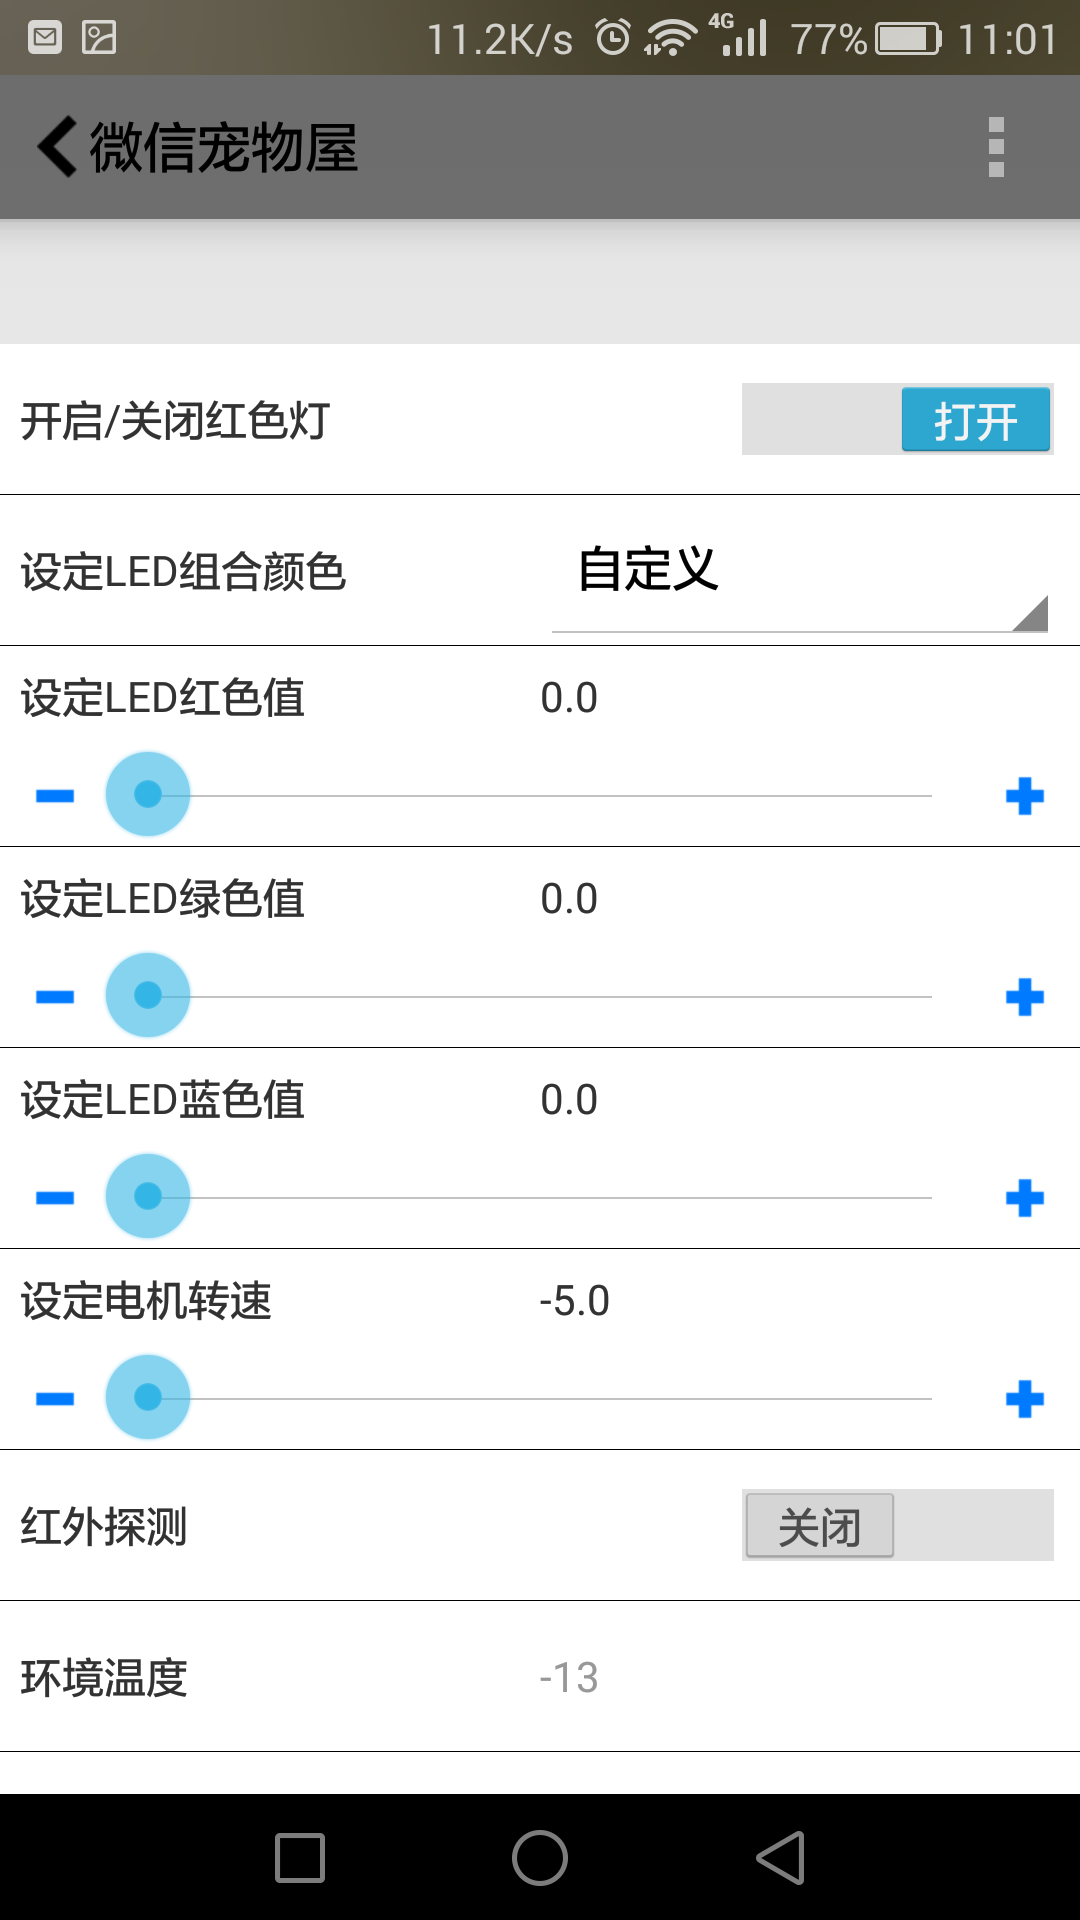 11.2K/s 4G 77% 11:01
微信宠物屋
开启/关闭红色灯 打开
设定LED组合颜色 自定义
设定LED红色值 0.0
设定LED绿色值 0.0
设定LED蓝色值 0.0
设定电机转速 -5.0
红外探测 关闭
环境温度 -13